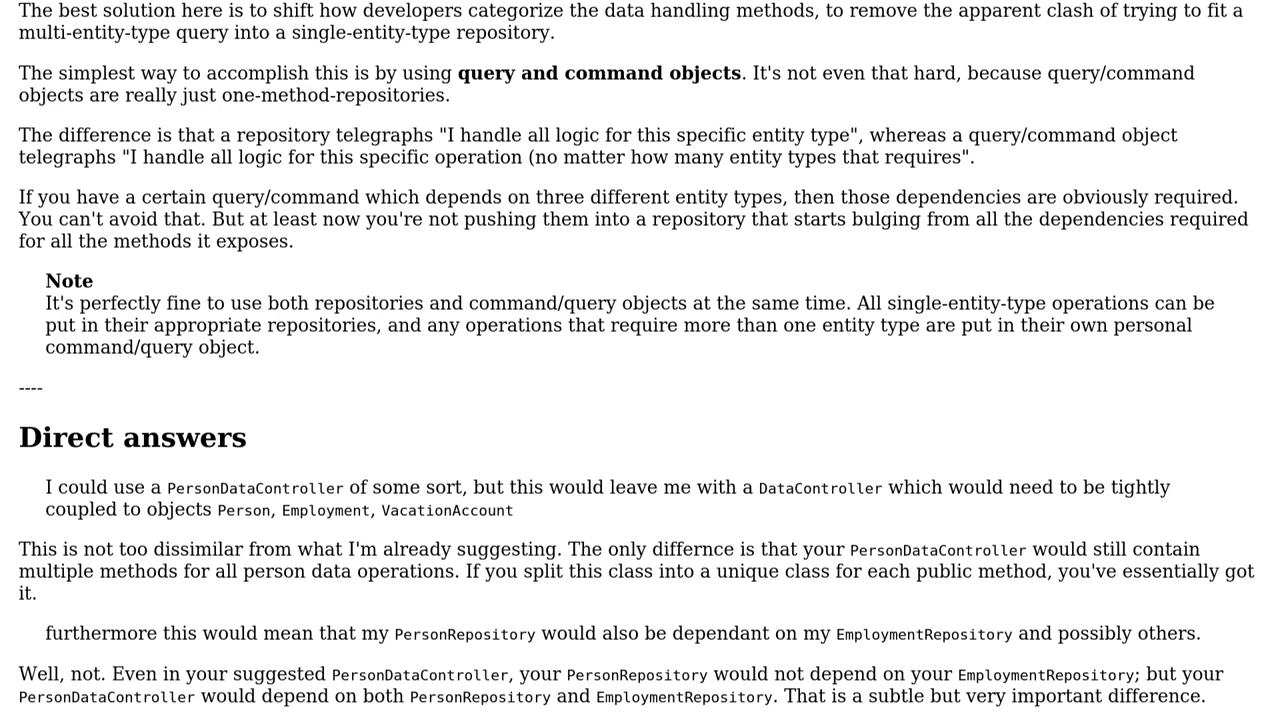 The best solution here is to shift how developers categorize the data handling methods, to remove the apparent clash of trying to fit a
multi-entity-type query into a single-entity-type repository.
The simplest way to accomplish this is by using query and command objects. It's not even that hard, because query/command
objects are really just one-method-repositories.
The difference is that a repository telegraphs "I handle all logic for this specific entity type", whereas a query/command object
telegraphs "I handle all logic for this specific operation (no matter how many entity types that requires".
If you have a certain query/command which depends on three different entity types, then those dependencies are obviously required.
You can't avoid that. But at least now you're not pushing them into a repository that starts bulging from all the dependencies required
for all the methods it exposes.
Note
It's perfectly fine to use both repositories and command/query objects at the same time. All single-entity-type operations can be
put in their appropriate repositories, and any operations that require more than one entity type are put in their own personal
command/query object.
----
Direct answers
I could use a PersonDataController of some sort, but this would leave me with a DataController which would need to be tightly
coupled to objects Person, Employment, VacationAccount
This is not too dissimilar from what I'm already suggesting. The only differnce is that your PersonDataController would still contain
multiple methods for all person data operations. If you split this class into a unique class for each public method, you've essentially got
it.
furthermore this would mean that my PersonRepository would also be dependant on my EmploymentRepository and possibly others.
Well, not. Even in your suggested PersonDataController, your PersonRepository would not depend on your EmploymentRepository; but your
PersonDataController would depend on both PersonRepository and EmploymentRepository. That is a subtle but very important difference.